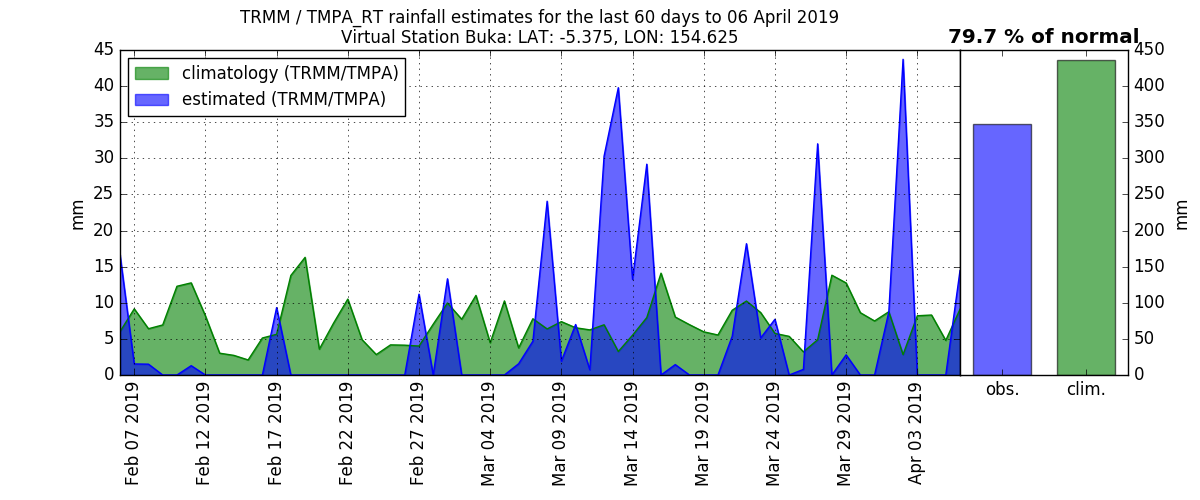 TRMM / TMPA_RT rainfall estimates for the last 60 days to 06 April 2019
Virtual Station Buka: LAT: -5.375, LON: 154.625
79.7 % of normal
climatology (TRMM/TMPA)
estimated (TRMM/TMPA)
45
40
35
30
25
20
15
10
5
0
mm
Feb 07 2019
Feb 12 2019
Feb 17 2019
Feb 22 2019
Feb 27 2019
Mar 04 2019
Mar 09 2019
Mar 14 2019
Mar 19 2019
Mar 24 2019
Mar 29 2019
Apr 03 2019
450
400
350
300
250
200
150
100
50
0
mm
obs.
clim.